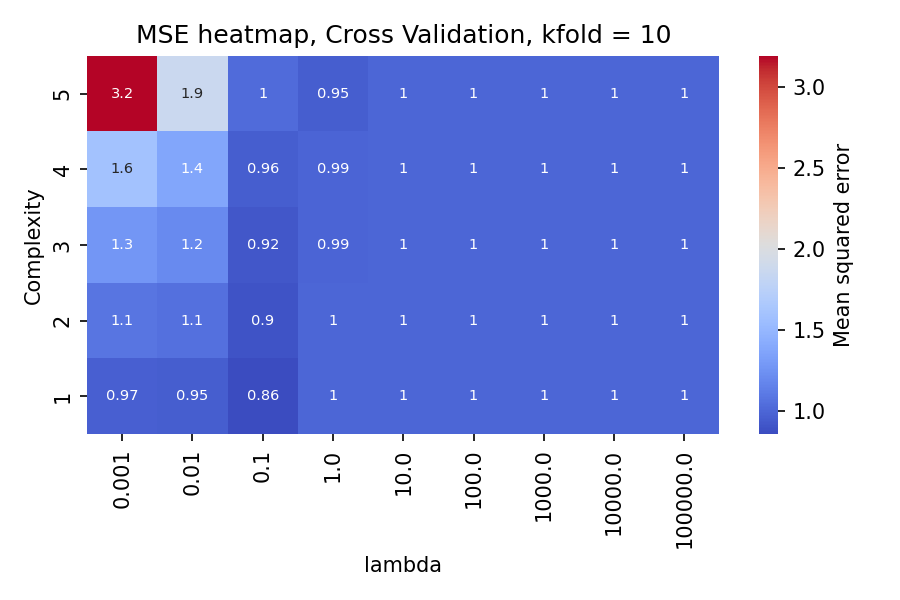 MSE heatmap, Cross Validation, kfold = 10
Complexity
5 3.2 1.9 1 0.95 1 1 1 1 1
4 1.6 1.4 0.96 0.99 1 1 1 1 1
3 1.3 1.2 0.92 0.99 1 1 1 1 1
2 1.1 1.1 0.9 1 1 1 1 1 1
1 0.97 0.95 0.86 1 1 1 1 1 1
0.001 0.01 0.1 1.0 10.0 100.0 1000.0 10000.0 100000.0
lambda
3.0
2.5
2.0
1.5
1.0
Mean squared error